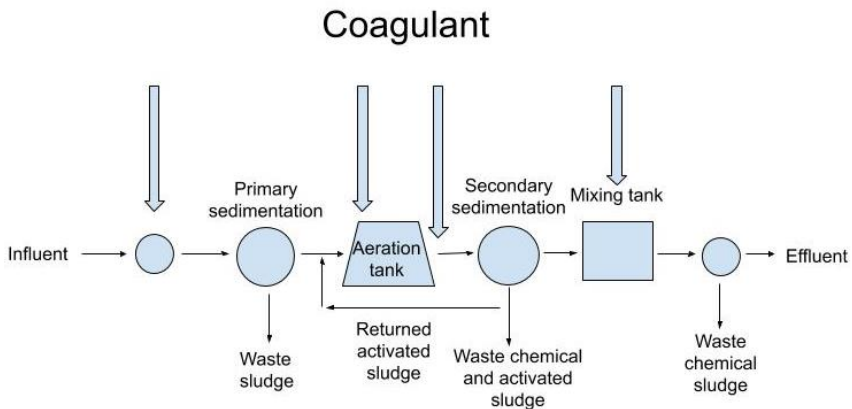 Coagulant
Primary
sedimentation
Secondary
sedimentation
Mixing tank
Influent
Aeration
tank
Effluent
Waste
sludge
Returned
activated
sludge
Waste chemical
and activated
sludge
Waste
chemical
sludge